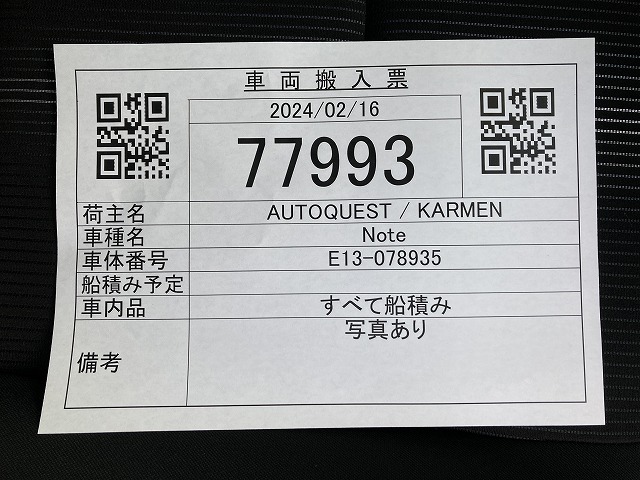 車両搬入票
2024/02/16
77993
荷主名 AUTOQUEST / KARMEN
車種名 Note
車体番号 E13-078935
船積み予定
車内品 すべて船積み
備考 写真あり